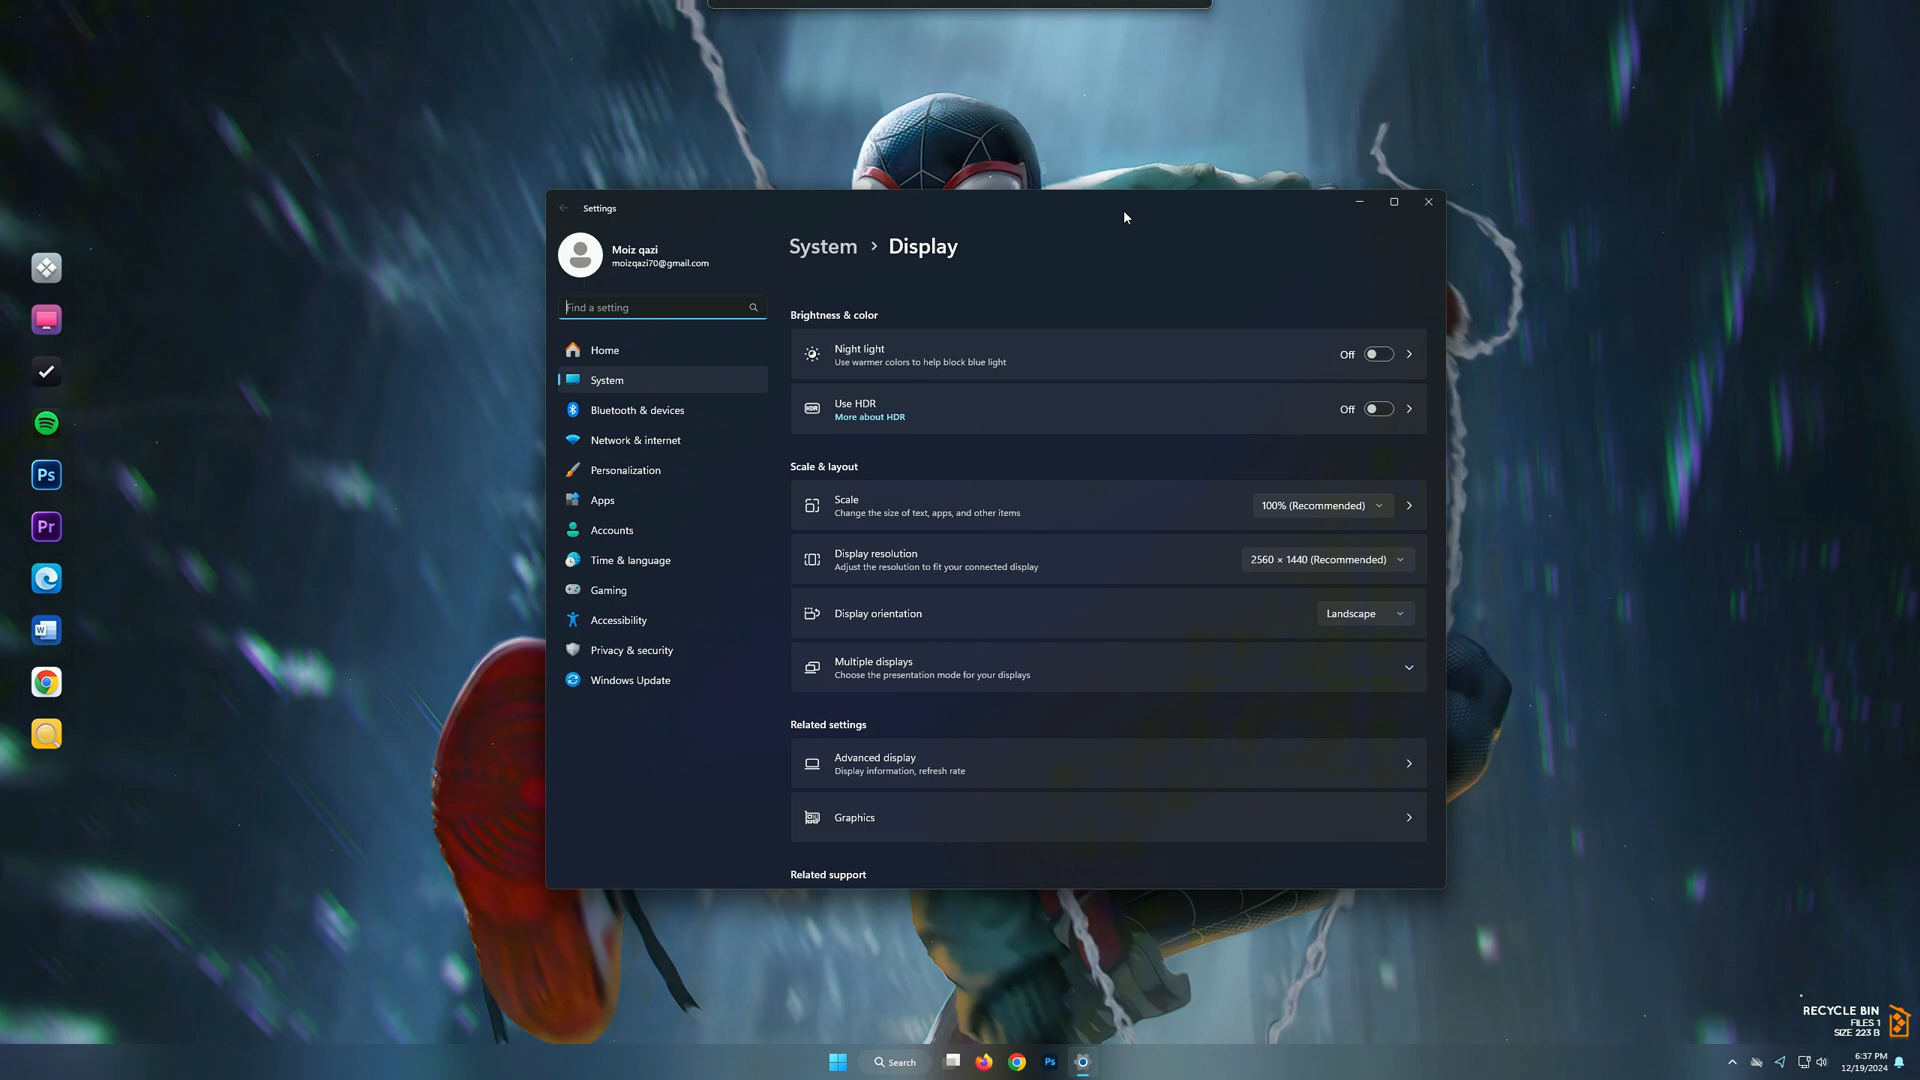 Settings
Moiz qazi
moizqazi70@gmail.com
Find a setting
Home
System
Bluetooth & devices
Network & internet
Personalization
Apps
Accounts
Time & language
Gaming
Accessibility
Privacy & security
Windows Update
System > Display
Brightness & color
Night light
Use warmer colors to help block blue light
Off
Use HDR
More about HDR
Off
HDR
Scale & layout
Scale
Change the size of text, apps, and other items
100% (Recommended)
Display resolution
Adjust the resolution to fit your connected display
2560 × 1440 (Recommended)
Display orientation
Landscape
Multiple displays
Choose the presentation mode for your displays
Related settings
Advanced display
Display information, refresh rate
Graphics
Related support
Ps
Pr
W
RECYCLE BIN
FILES 1
SIZE 223 B
Search
Ps
6:37 PM
12/19/2024